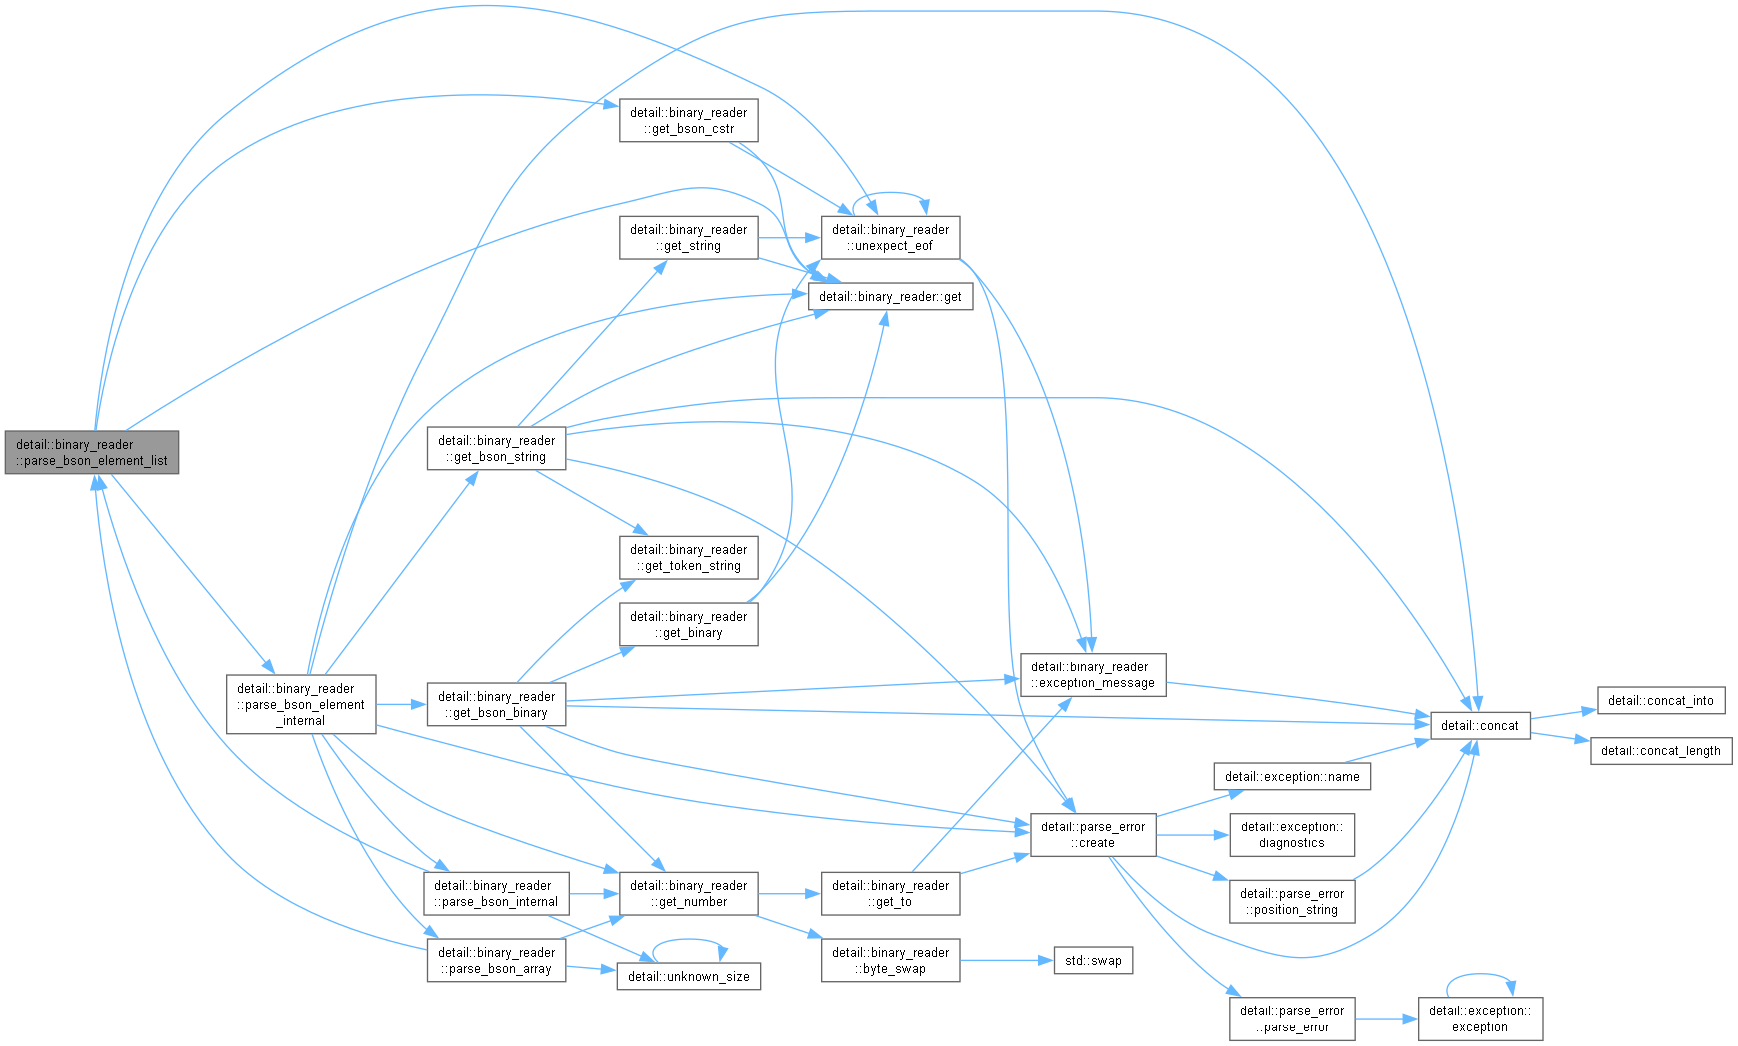 detail::binary_reader
::get_bson_cstr
detail::binary_reader
::get_string
detail::binary_reader
::unexpect_eof
detail::binary_reader::get
detail::binary_reader
::parse_bson_element_list
detail::binary_reader
::get_bson_string
detail::binary_reader
::get_token_string
detail::binary_reader
::get_binary
detail::binary_reader
::exception_message
detail::binary_reader
::parse_bson_element
_internal
detail::binary_reader
::get_bson_binary
detail::concat_into
detail::concat
detail::concat_length
detail::exception::name
detail::parse_error
::create
detail::exception::
diagnostics
detail::binary_reader
::parse_bson_internal
detail::binary_reader
::get_number
detail::binary_reader
::get_to
detail::parse_error
::position_string
detail::binary_reader
::parse_bson_array
detail::unknown_size
detail::binary_reader
::byte_swap
std::swap
detail::parse_error
::parse_error
detail::exception::
exception